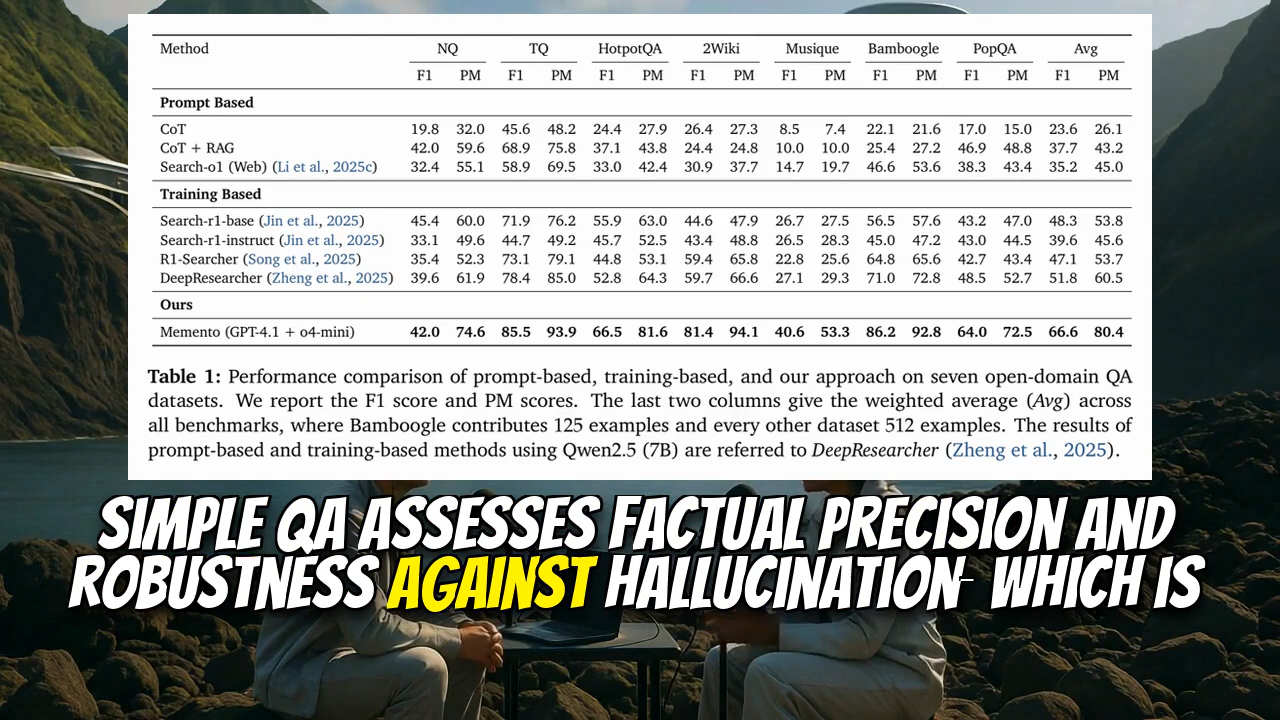 Method NQ TQ HotpotQA 2Wiki Musique Bamboogle PopQA Avg
F1 PM F1 PM F1 PM F1 PM F1 PM F1 PM F1 PM F1 PM
Prompt Based
CoT 19.8 32.0 45.6 48.2 24.4 27.9 26.4 27.3 8.5 7.4 22.1 21.6 17.0 15.0 23.6 26.1
CoT + RAG 42.0 59.6 68.9 75.8 37.1 43.8 24.4 24.8 10.0 10.0 25.4 27.2 46.9 48.8 37.7 43.2
Search-o1 (Web) (Li et al., 2025c) 32.4 55.1 58.9 69.5 33.0 42.4 30.9 37.7 14.7 19.7 46.6 53.6 38.3 43.4 35.2 45.0
Training Based
Search-r1-base (Jin et al., 2025) 45.4 60.0 71.9 76.2 55.9 63.0 44.6 47.9 26.7 27.5 56.5 57.6 43.2 47.0 48.3 53.8
Search-r1-instruct (Jin et al., 2025) 33.1 49.6 44.7 49.2 45.7 52.5 43.4 48.8 26.5 28.3 45.0 47.2 43.0 44.5 39.6 45.6
R1-Searcher (Song et al., 2025) 35.4 52.3 73.1 79.1 44.8 53.1 59.4 65.8 22.8 25.6 64.8 65.6 42.7 43.4 47.1 53.7
DeepResearcher (Zheng et al., 2025) 39.6 61.9 78.4 85.0 52.8 64.3 59.7 66.6 27.1 29.3 71.0 72.8 48.5 52.7 51.8 60.5
Ours
Memento (GPT-4.1 + o4-mini) 42.0 74.6 85.5 93.9 66.5 81.6 81.4 94.1 40.6 53.3 86.2 92.8 64.0 72.5 66.6 80.4
Table 1: Performance comparison of prompt-based, training-based, and our approach on seven open-domain QA
datasets. We report the F1 score and PM scores. The last two columns give the weighted average (Avg) across
all benchmarks, where Bamboogle contributes 125 examples and every other dataset 512 examples. The results of
prompt-based and training-based methods using Qwen2.5 (7B) are referred to DeepResearcher (Zheng et al., 2025).
SIMPLE QA ASSESSES FACTUAL PRECISION AND
ROBUSTNESS AGAINST HALLUCINATION- WHICH IS